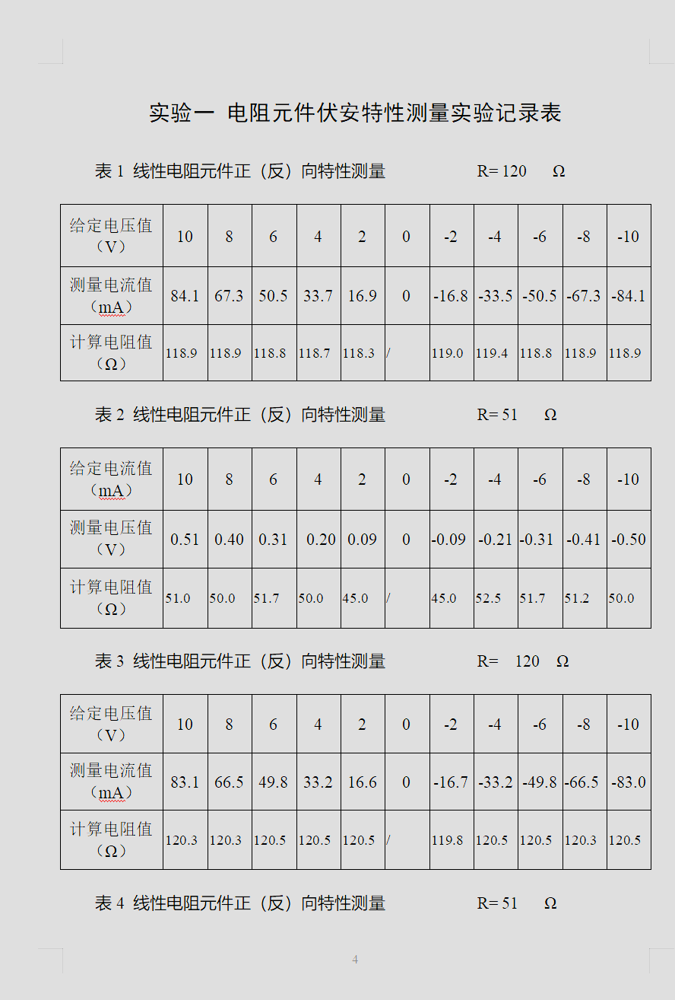 实验一 电阻元件伏安特性测量实验记录表
表 1 线性电阻元件正（反）向特性测量 R= 120 Ω
给定电压值（V） 10 8 6 4 2 0 -2 -4 -6 -8 -10
测量电流值（mA） 84.1 67.3 50.5 33.7 16.9 0 -16.8 -33.5 -50.5 -67.3 -84.1
计算电阻值（Ω） 118.9 118.9 118.8 118.7 118.3 / 119.0 119.4 118.8 118.9 118.9
表 2 线性电阻元件正（反）向特性测量 R= 51 Ω
给定电流值（mA） 10 8 6 4 2 0 -2 -4 -6 -8 -10
测量电压值（V） 0.51 0.40 0.31 0.20 0.09 0 -0.09 -0.21 -0.31 -0.41 -0.50
计算电阻值（Ω） 51.0 50.0 51.7 50.0 45.0 / 45.0 52.5 51.7 51.2 50.0
表 3 线性电阻元件正（反）向特性测量 R= 120 Ω
给定电压值（V） 10 8 6 4 2 0 -2 -4 -6 -8 -10
测量电流值（mA） 83.1 66.5 49.8 33.2 16.6 0 -16.7 -33.2 -49.8 -66.5 -83.0
计算电阻值（Ω） 120.3 120.3 120.5 120.5 120.5 / 119.8 120.5 120.5 120.3 120.5
表 4 线性电阻元件正（反）向特性测量 R= 51 Ω
4